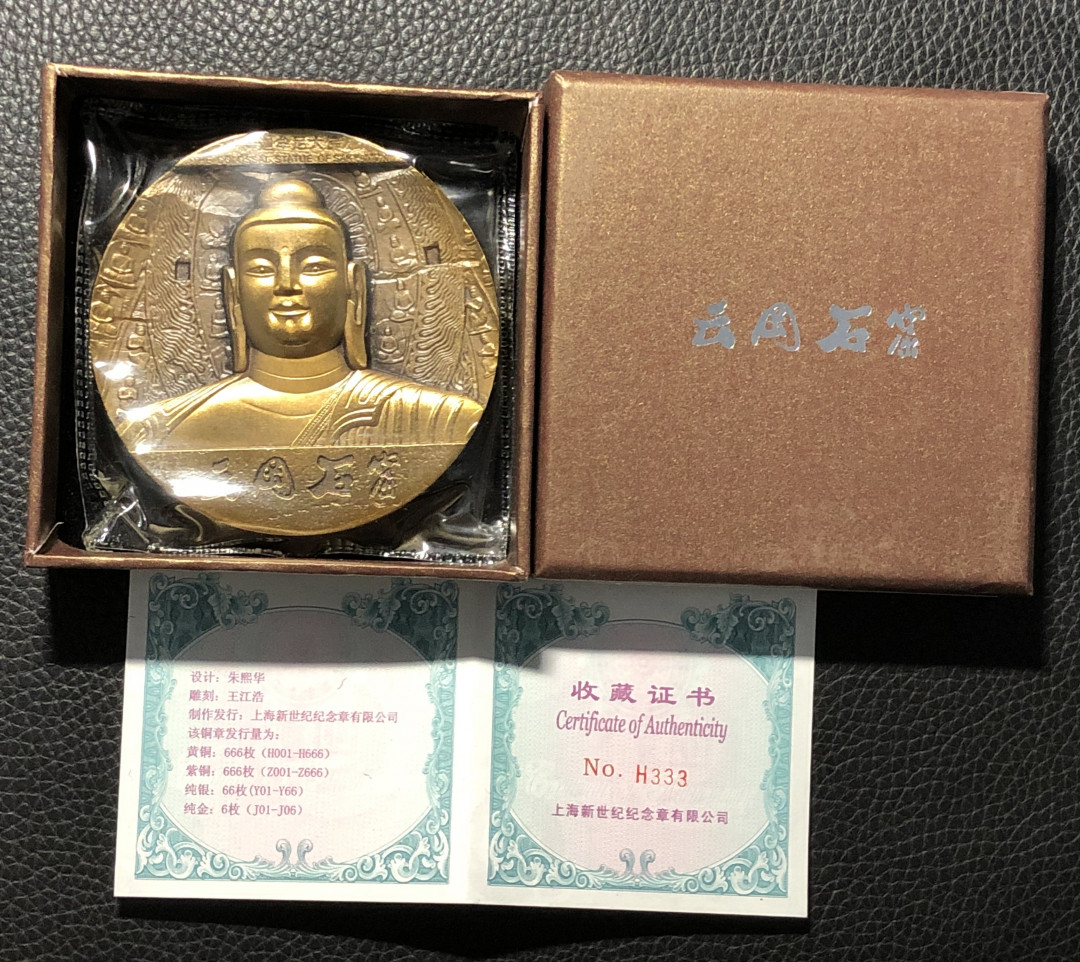 COLOSSAL STATUE OF SAK
云冈石窟
云冈石窟
设计：朱熙华
雕刻：王江浩
制作发行：上海新世纪纪念章有限公司
该铜章发行量为：
黄铜：666枚（H001-H666）
紫铜：666枚（Z001-Z666）
纯银：66枚(Y01-Y66)
纯金：6枚（J01-J06）
收藏证书
Certificate of Authenticity
No. H333
上海新世纪纪念章有限公司